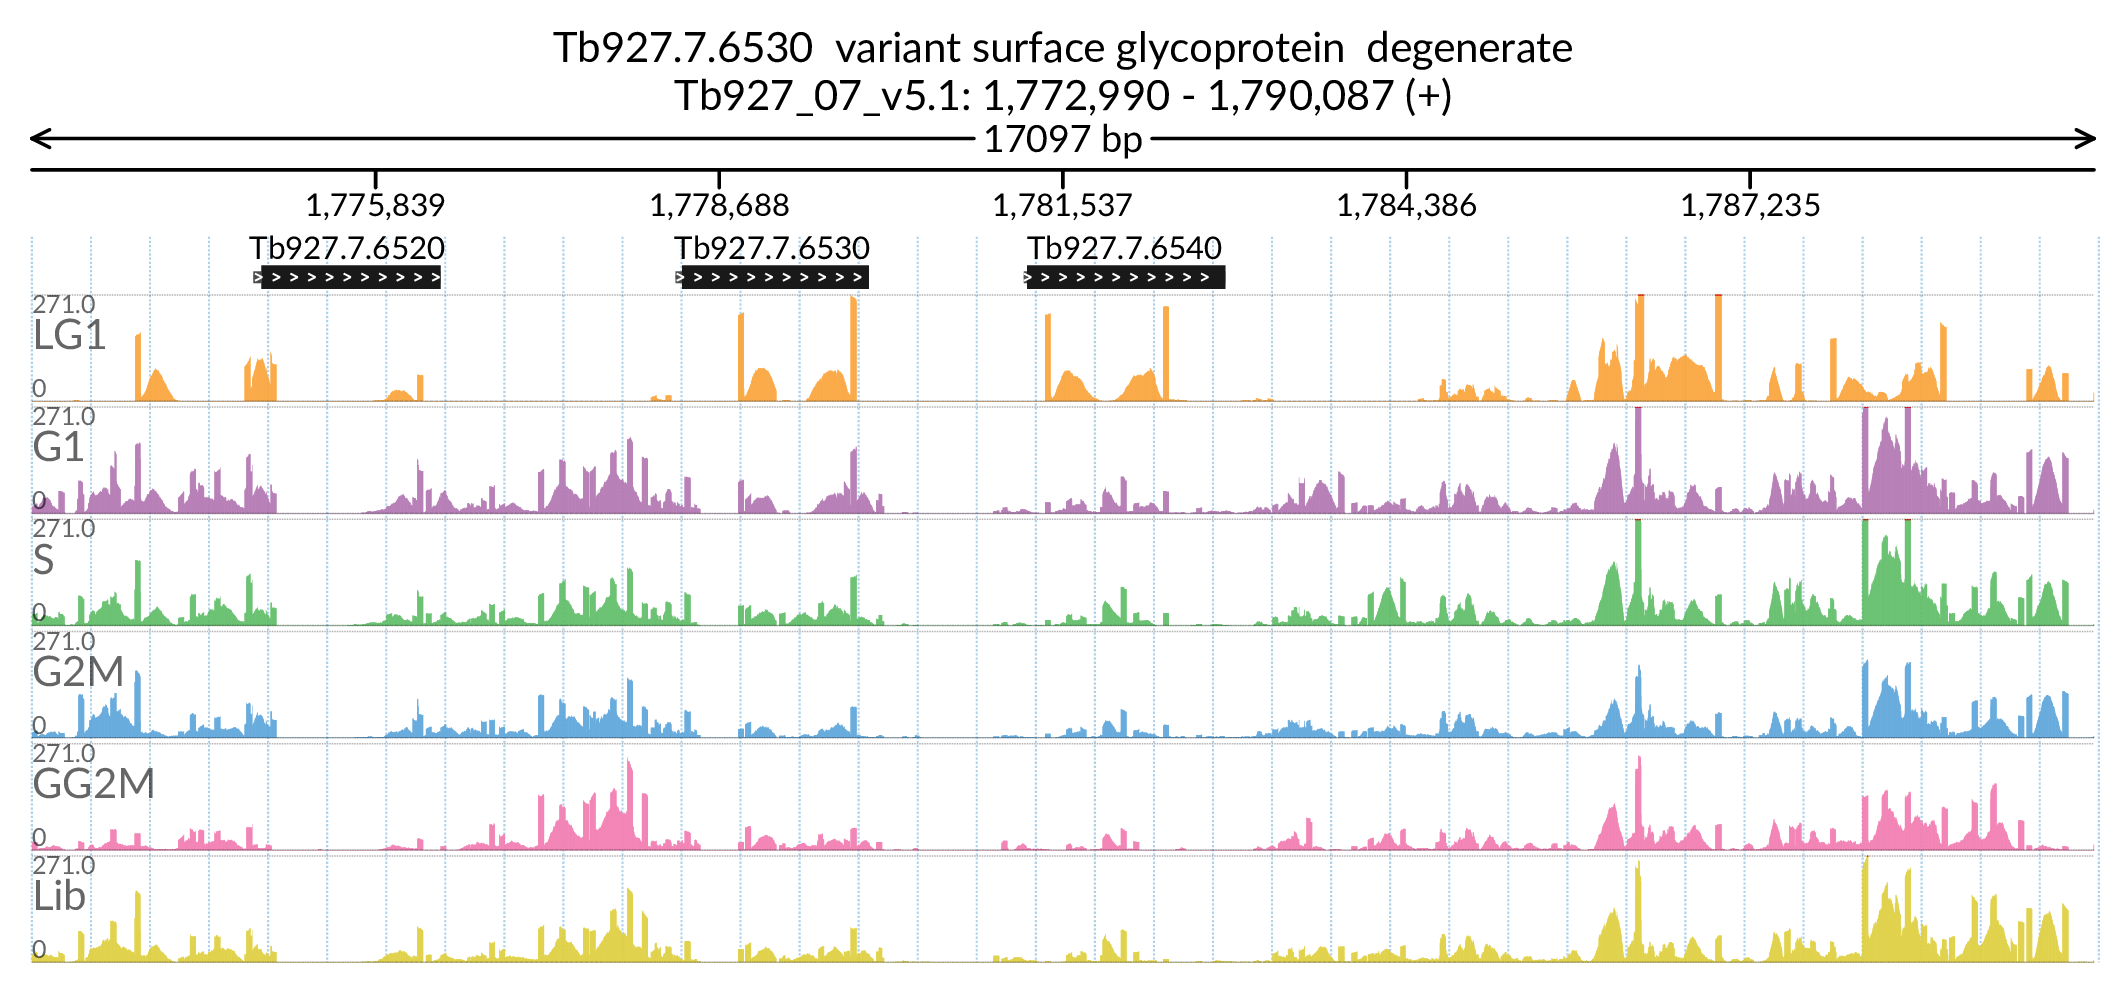 Tb927.7.6530 variant surface glycoprotein degenerate
Tb927_07_v5.1: 1,772,990 - 1,790,087 (+)
17097 bp
1,775,839 1,778,688 1,781,537 1,784,386 1,787,235
Tb927.7.6520 Tb927.7.6530 Tb927.7.6540
271.0
LG1
0
271.0
G1
0
271.0
S
0
271.0
G2M
0
271.0
GG2M
0
271.0
Lib
0